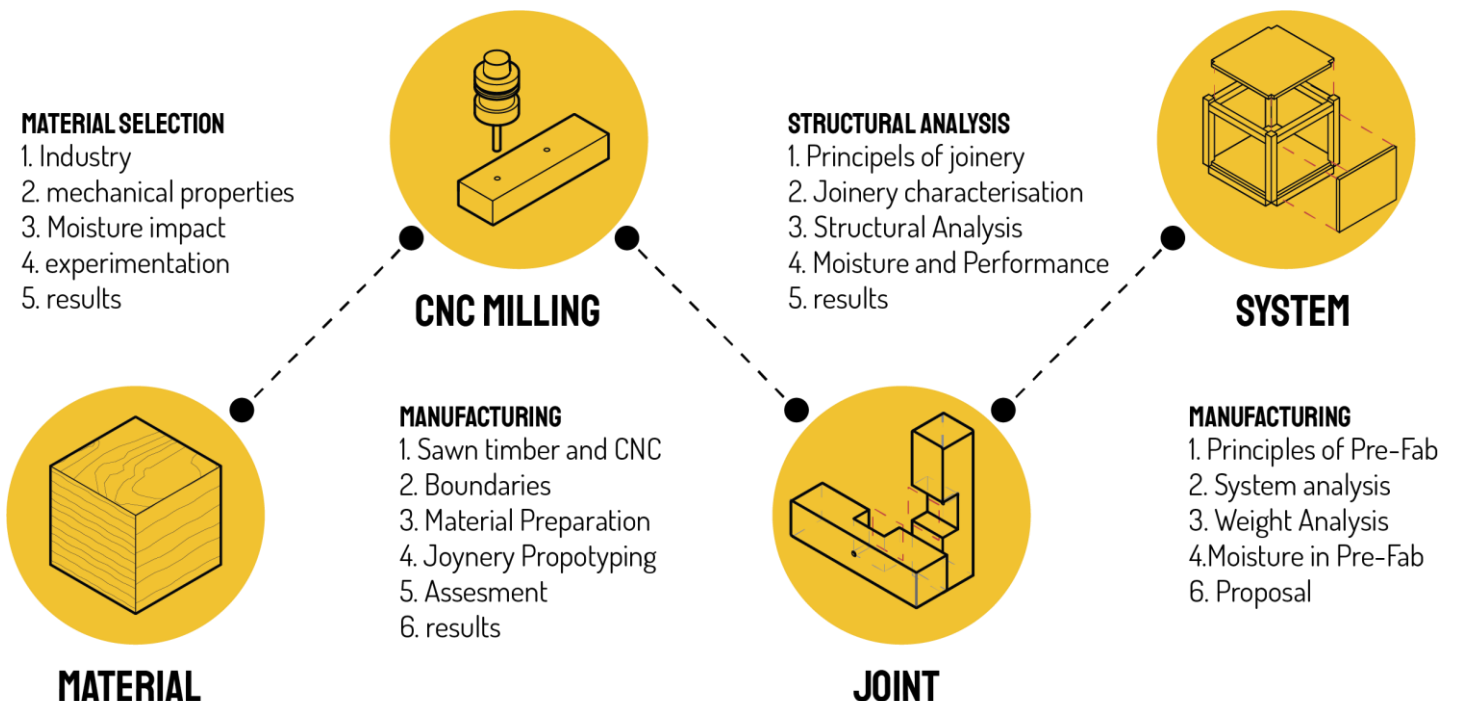 MATERIAL SELECTION
1. Industry
2. mechanical properties
3. Moisture impact
4. experimentation
5. results
MATERIAL
CNC MILLING
MANUFACTURING
1. Sawn timber and CNC
2. Boundaries
3. Material Preparation
4. Joynery Propotyping
5. Assesment
6. results
STRUCTURAL ANALYSIS
1. Principels of joinery
2. Joinery characterisation
3. Structural Analysis
4. Moisture and Performance
5. results
JOINT
SYSTEM
MANUFACTURING
1. Principles of Pre-Fab
2. System analysis
3. Weight Analysis
4.Moisture in Pre-Fab
6. Proposal